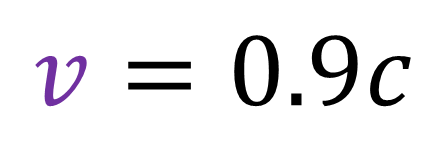 v = 0.9c